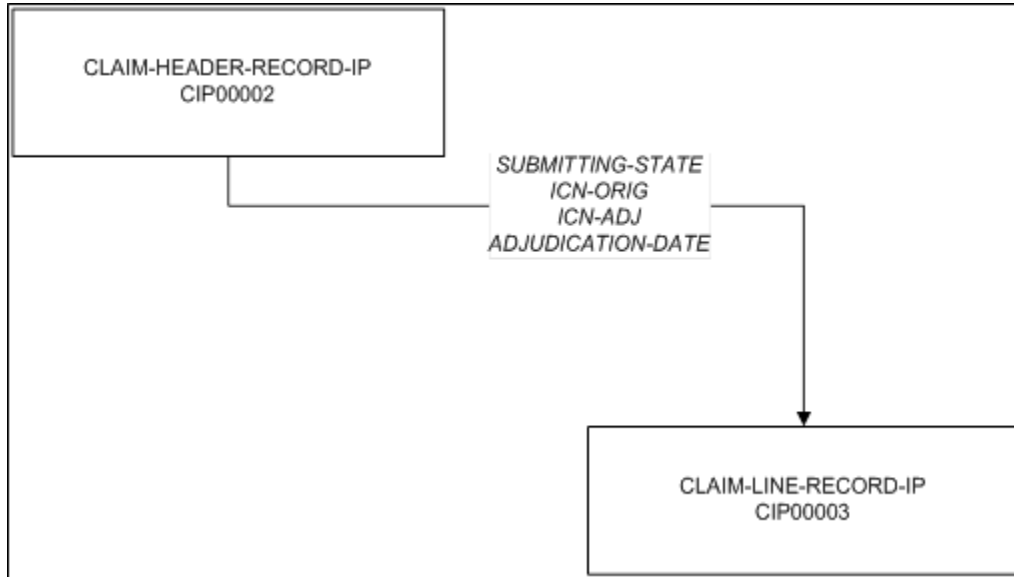 CLAIM-HEADER-RECORD-IP
CIP00002
SUBMITTING-STATE
ICN-ORIG
ICN-ADJ
ADJUDICATION-DATE
CLAIM-LINE-RECORD-IP
CIP00003